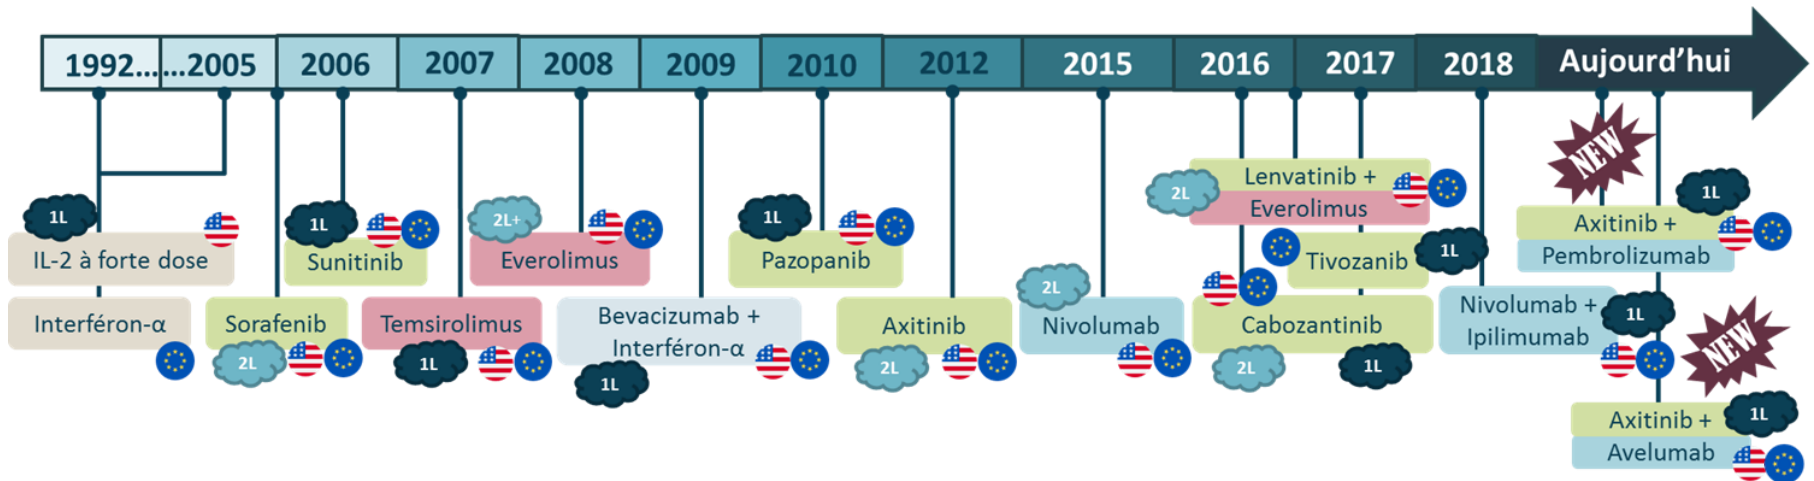 1992...
...2005
2006
2007
2008
2009
2010
2012
2015
2016
2017
2018
Aujourd'hui
1L
IL-2 à forte dose
Interféron-α
Sorafenib
2L
1L
Sunitinib
Temsirolimus
1L
2L+
Everolimus
Bevacizumab +
Interféron-α
1L
1L
Pazopanib
Axitinib
2L
2L
Nivolumab
2L
Lenvatinib +
Everolimus
Tivozanib
1L
Cabozantinib
2L
1L
Nivolumab +
Ipilimumab
1L
NEW
1L
Axitinib +
Pembrolizumab
NEW
Axitinib +
Avelumab
1L